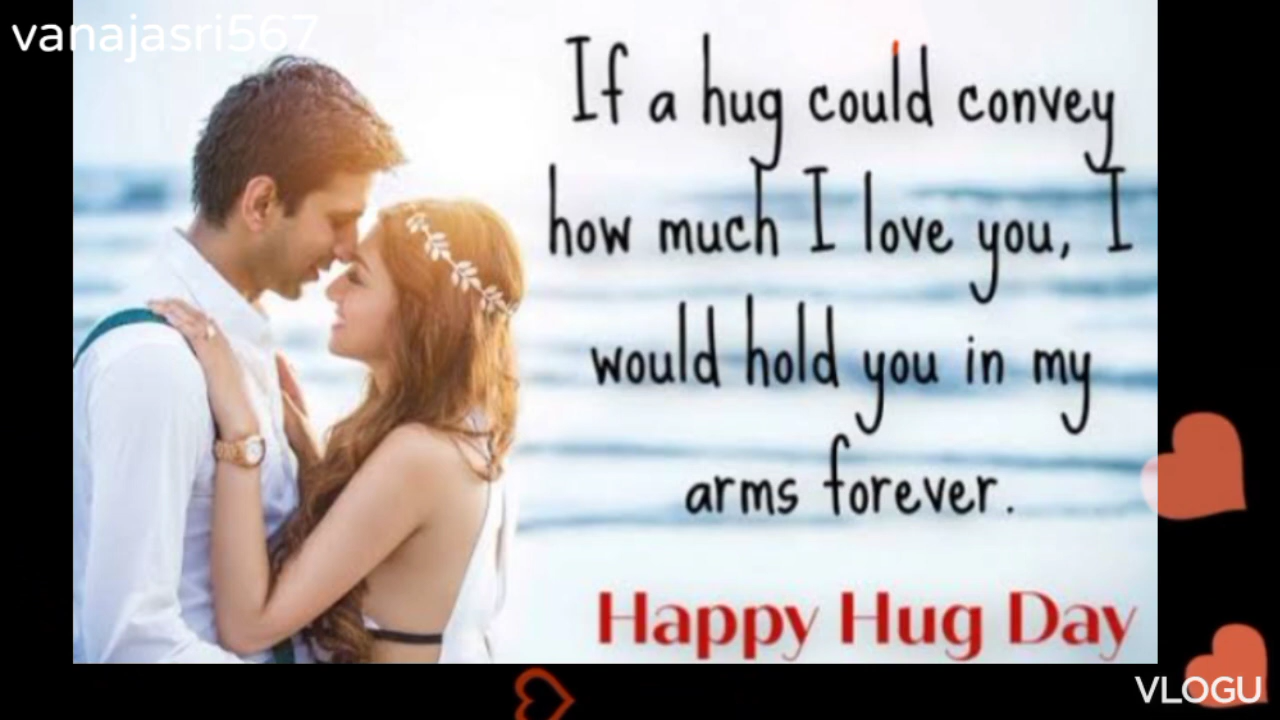 vanajasri567
If a hug could convey
how much I love you, I
would hold you in my
arms forever.
Happy Hug Day
VLOGU